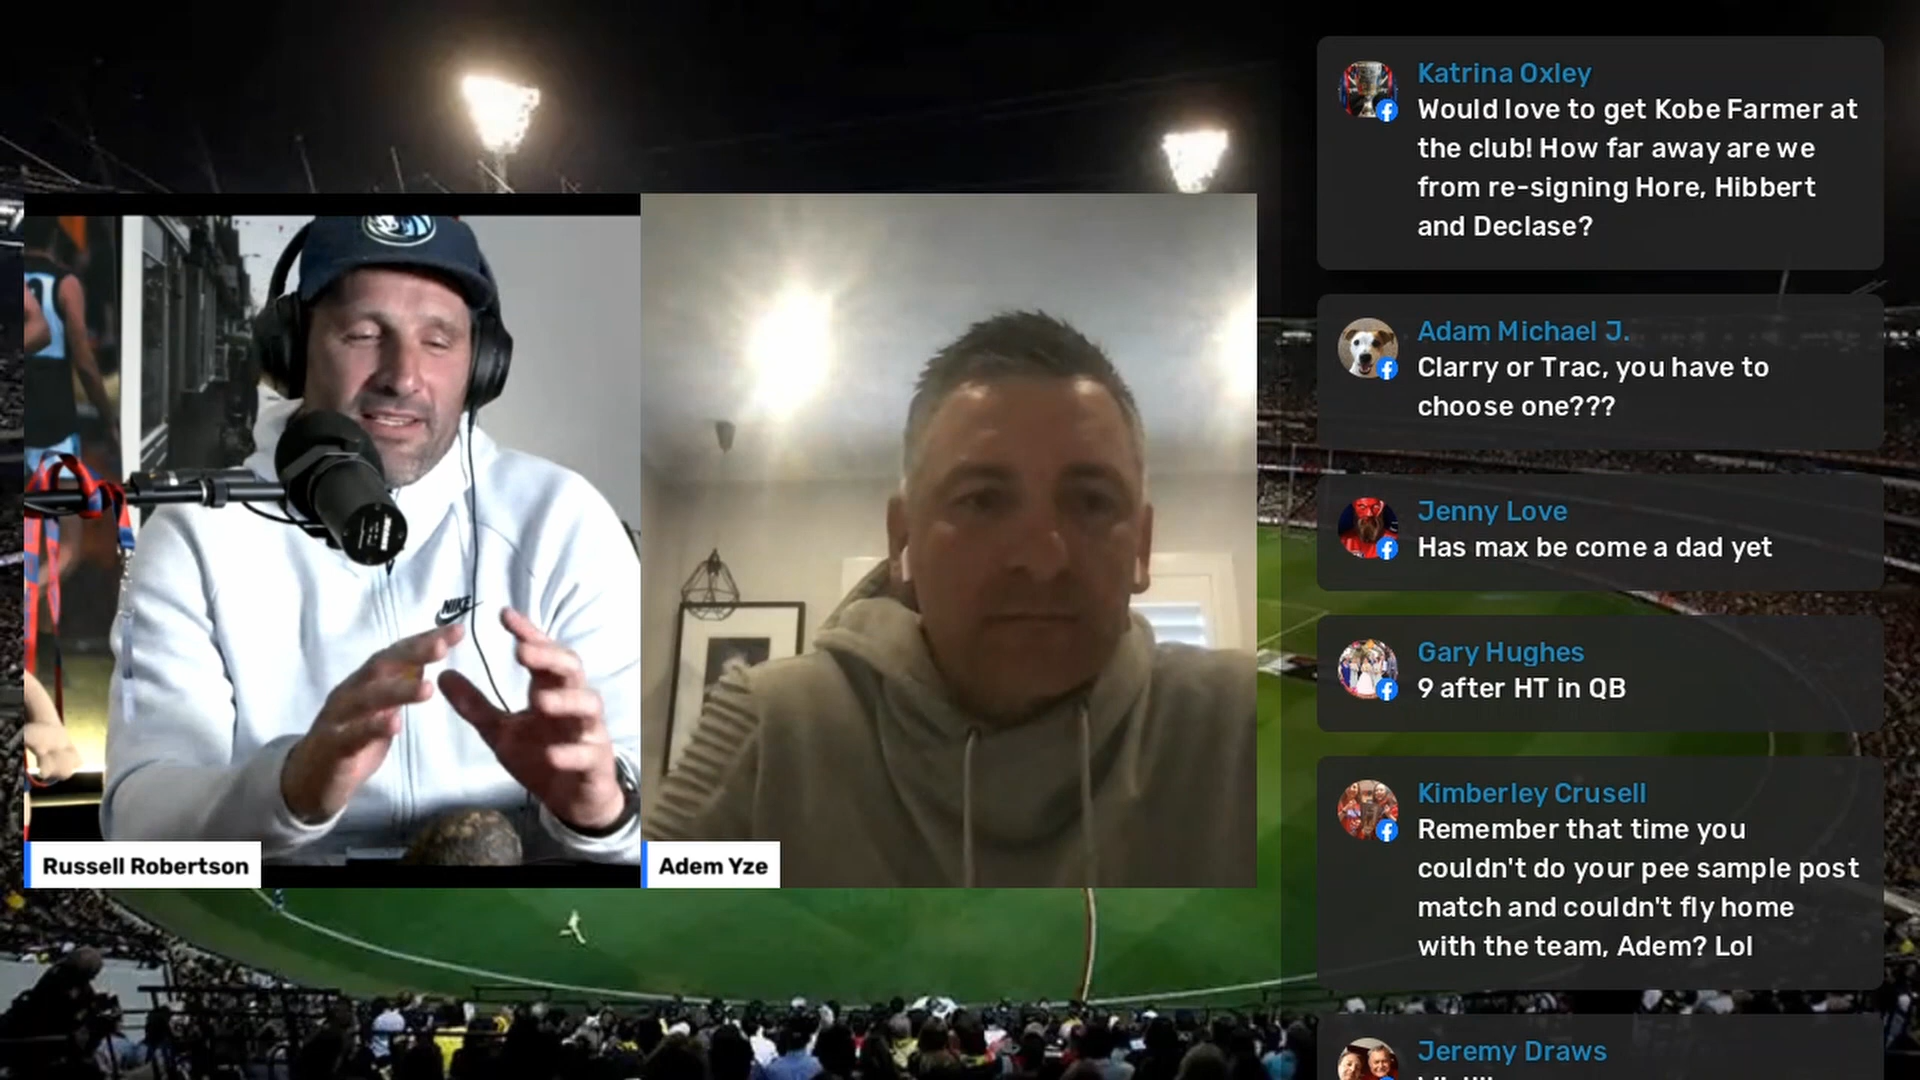 Katrina Oxley
Would love to get Kobe Farmer at
the club! How far away are we
from re-signing Hore, Hibbert
and Declase?
Adam Michael J.
Clarry or Trac, you have to
choose one???
Jenny Love
Has max be come a dad yet
Gary Hughes
9 after HT in QB
Kimberley Crusell
Remember that time you
couldn't do your pee sample post
match and couldn't fly home
with the team, Adem? Lol
Jeremy Draws
NIKE
Russell Robertson
Adem Yze